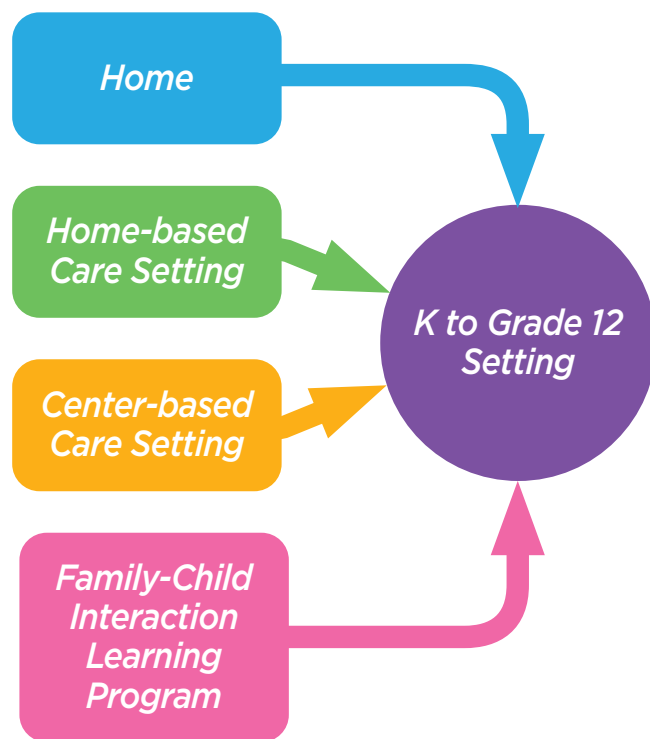 Home
Home-based
Care Setting
K to Grade 12
Setting
Center-based
Care Setting
Family-Child
Interaction
Learning
Program